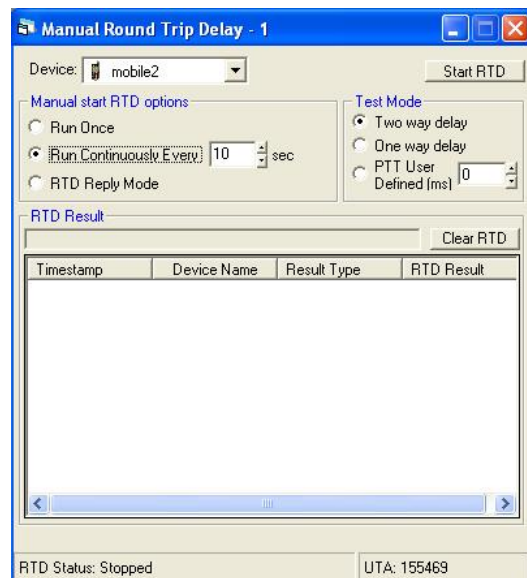 Manual Round Trip Delay - 1
Device: mobile2
Start RTD
Manual start RTD options
Run Once
Run Continuously Every 10 sec
RTD Reply Mode
Test Mode
Two way delay
One way delay
PTT User
Defined (ms) 0
RTD Result
Clear RTD
Timestamp Device Name Result Type RTD Result
RTD Status: Stopped UTA: 155469